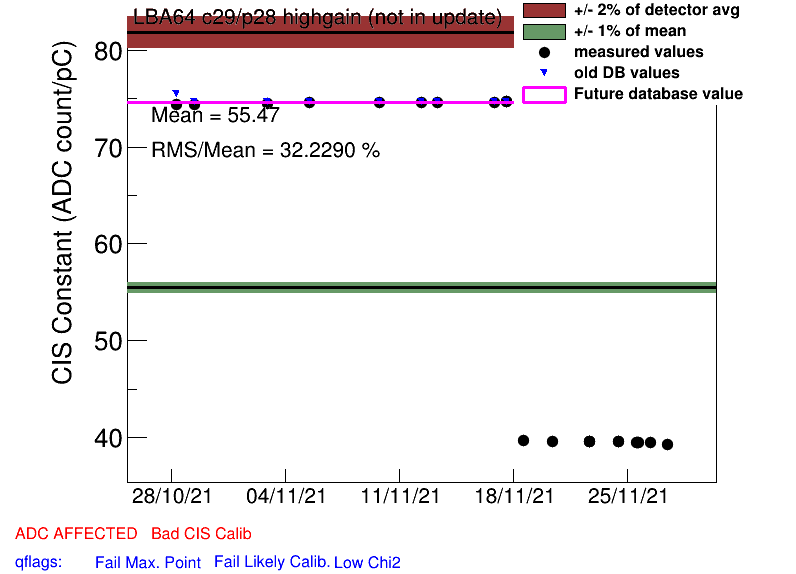 LBA64 c29/p28 highgain (not in update)
+/- 2% of detector avg
+/- 1% of mean
measured values
old DB values
Future database value
CIS Constant (ADC count/pC)
80
70
60
50
40
Mean = 55.47
RMS/Mean = 32.2290 %
28/10/21 04/11/21 11/11/21 18/11/21 25/11/21
ADC AFFECTED Bad CIS Calib
qflags: Fail Max. Point Fail Likely Calib. Low Chi2